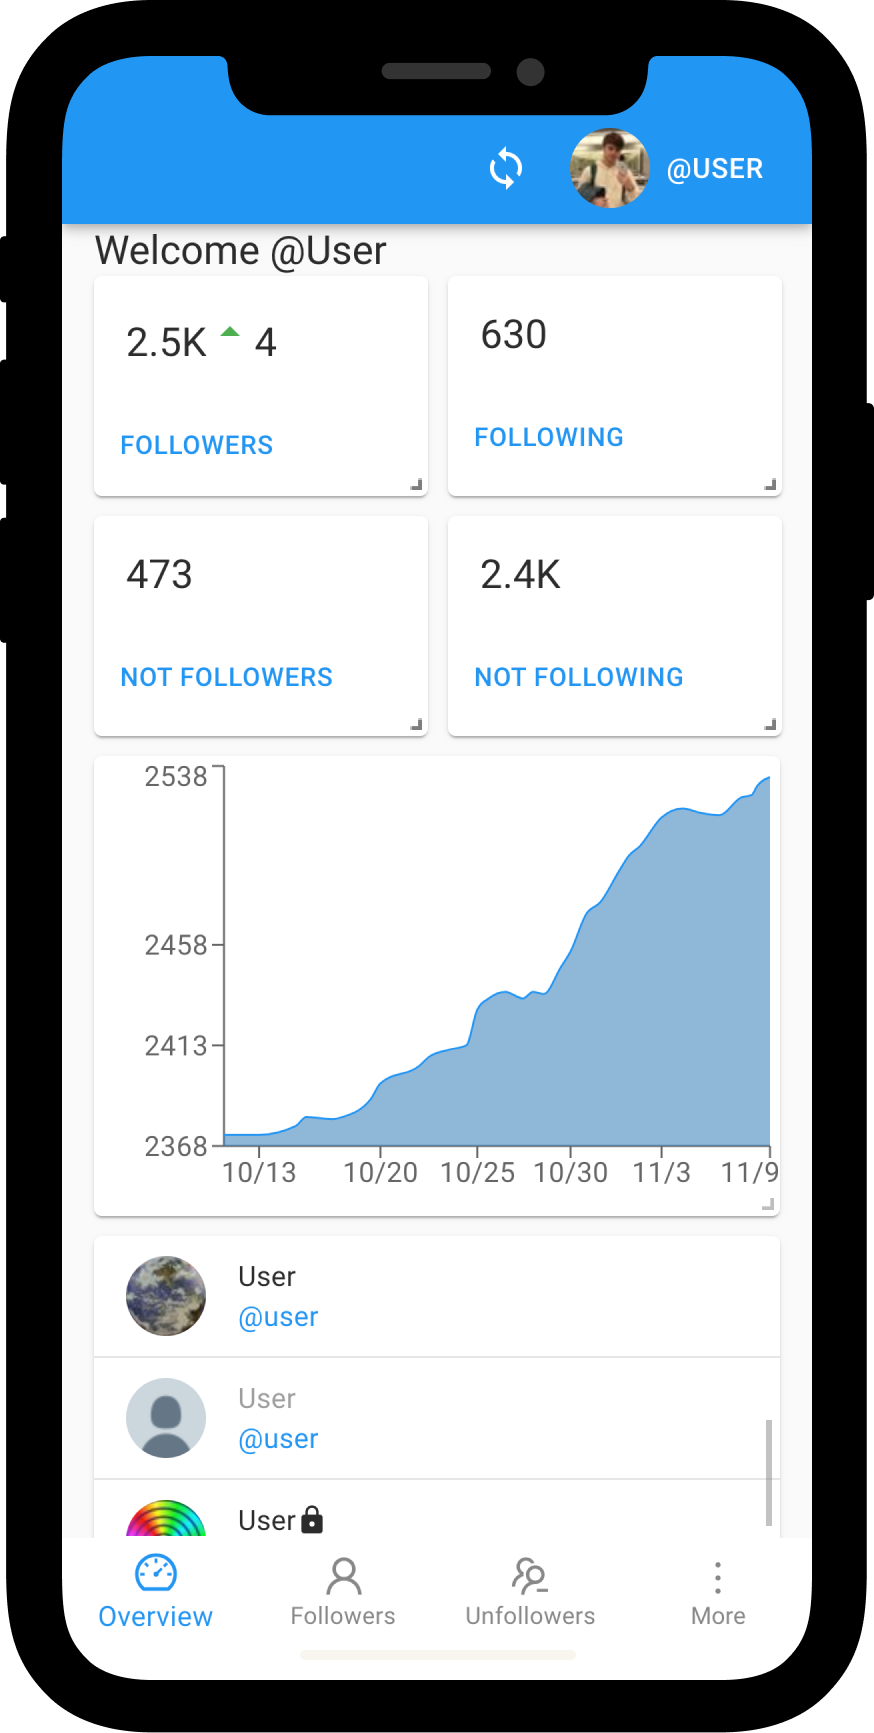 @USER
Welcome @User
2.5K 4
630
FOLLOWERS
FOLLOWING
473
2.4K
NOT FOLLOWERS
NOT FOLLOWING
2538
2458
2413
2368
10/13 10/20 10/25 10/30 11/3 11/9
User
@user
User
@user
User
Overview Followers Unfollowers More